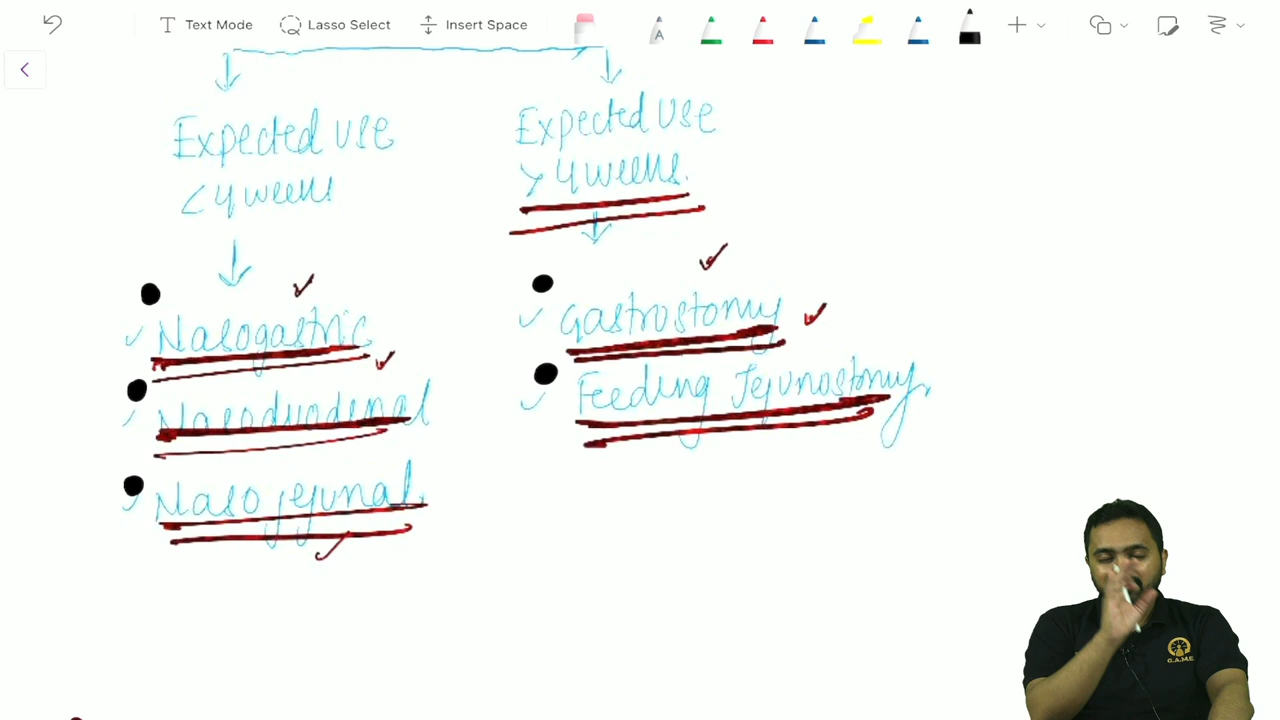 Text Mode
Lasso Select
Insert Space
A
Expected use
< 4 weeks
Nasogastric
Nasoduodenal
Nasojejunal.
Expected use
> 4 weeks.
Gastrostomy
Feeding Jejunostomy.
G.A.M.E